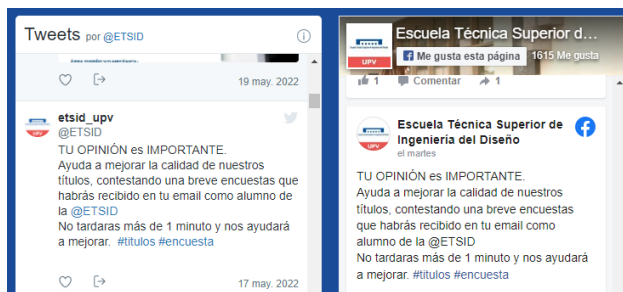 Tweets por @ETSID
19 may. 2022
etsid_upv
@ETSID
TU OPINIÓN es IMPORTANTE.
Ayuda a mejorar la calidad de nuestros
títulos, contestando una breve encuestas que
habrás recibido en tu email como alumno de
la @ETSID
No tardaras más de 1 minuto y nos ayudará
a mejorar. #titulos #encuesta
17 may. 2022
Escuela Técnica Superior d...
Me gusta esta página
1615 Me gusta
UPV
1 Comentar 1
Escuela Técnica Superior de
Ingeniería del Diseño
el martes
TU OPINIÓN es IMPORTANTE.
Ayuda a mejorar la calidad de nuestros
títulos, contestando una breve encuestas
que habrás recibido en tu email como
alumno de la @ETSID
No tardaras más de 1 minuto y nos ayudará
a mejorar. #titulos #encuesta